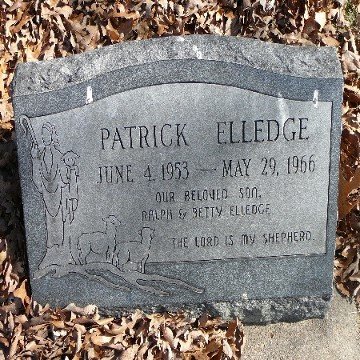 PATRICK ELLEDGE
JUNE 4, 1953 — MAY 29, 1966
OUR BELOVED SON,
RALPH & BETTY ELLEDGE
THE LORD IS MY SHEPHERD.